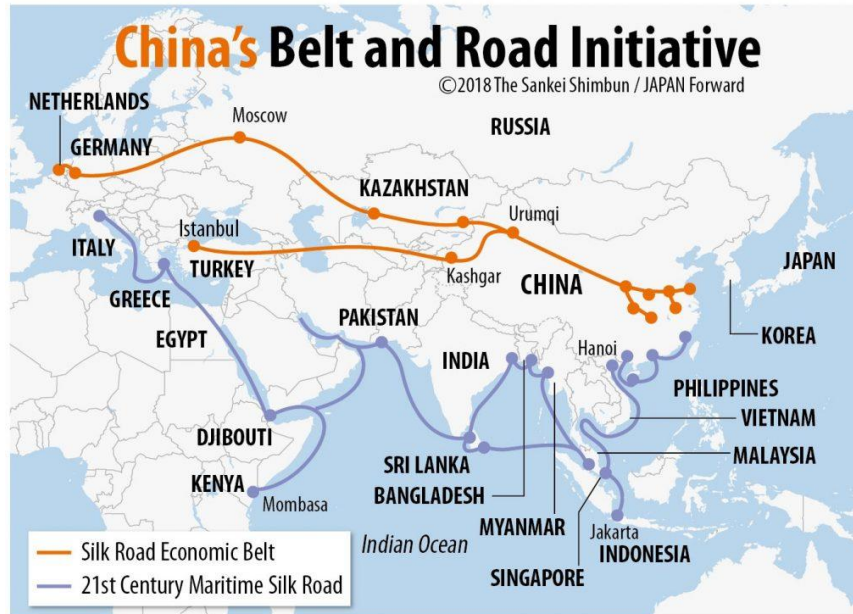 China's Belt and Road Initiative
©2018 The Sankei Shimbun / JAPAN Forward
NETHERLANDS
Moscow
RUSSIA
GERMANY
KAZAKHSTAN
Urumqi
Istanbul
ITALY
TURKEY
Kashgar
CHINA
JAPAN
GREECE
PAKISTAN
EGYPT
INDIA
Hanoi
KOREA
PHILIPPINES
VIETNAM
DJIBOUTI
MALAYSIA
SRI LANKA
KENYA
Mombasa
BANGLADESH
MYANMAR
Jakarta
Indian Ocean
INDONESIA
SINGAPORE
Silk Road Economic Belt
21st Century Maritime Silk Road